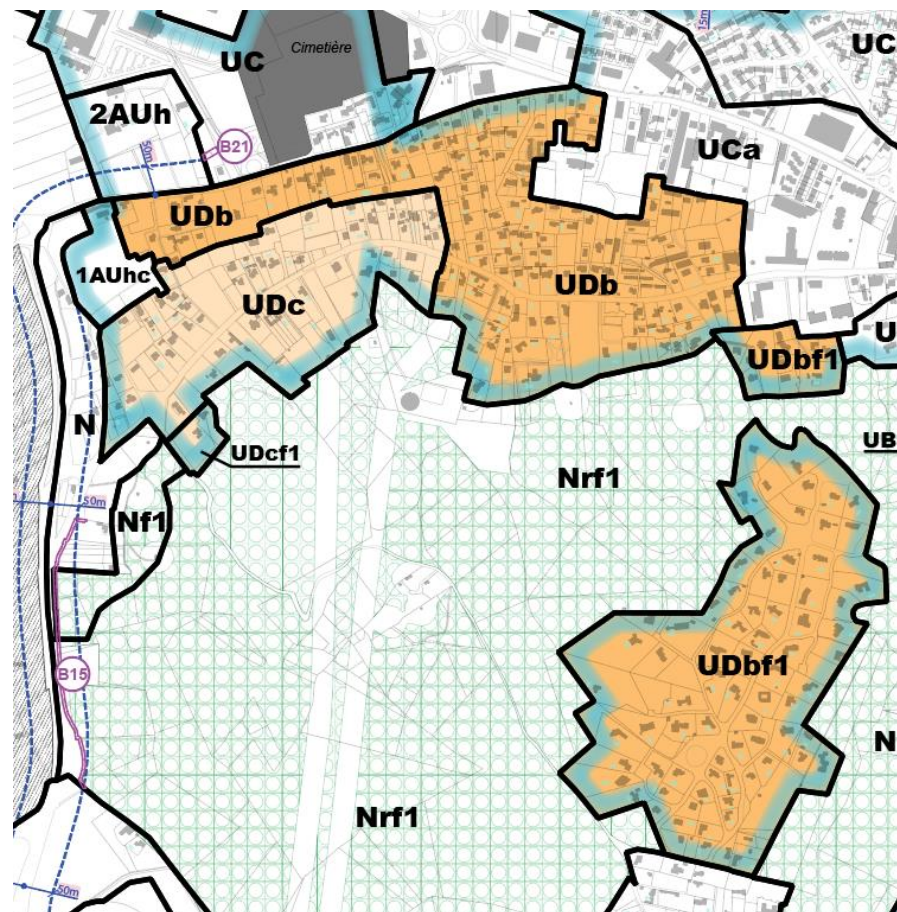 15m
UC
Cimetière
UC
2AUh
B21
50m
UCa
UDb
1AUhc
UDc
UDb
U
UDbf1
N
UDcf1
UB
Nrf1
50m
Nf1
UDbf1
B15
N
Nrf1
50m